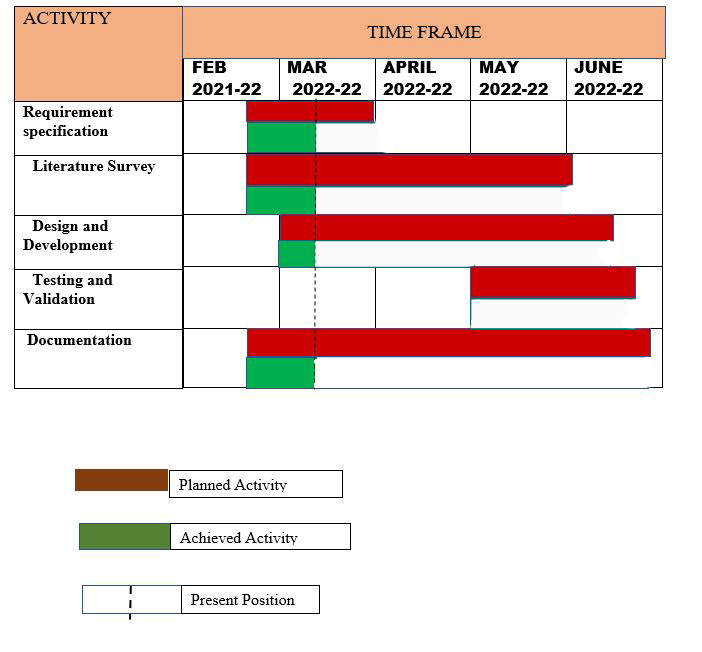 ACTIVITY
TIME FRAME
FEB
2021-22
MAR
2022-22
APRIL
2022-22
MAY
2022-22
JUNE
2022-22
Requirement
specification
Literature Survey
Design and
Development
Testing and
Validation
Documentation
Planned Activity
Achieved Activity
Present Position